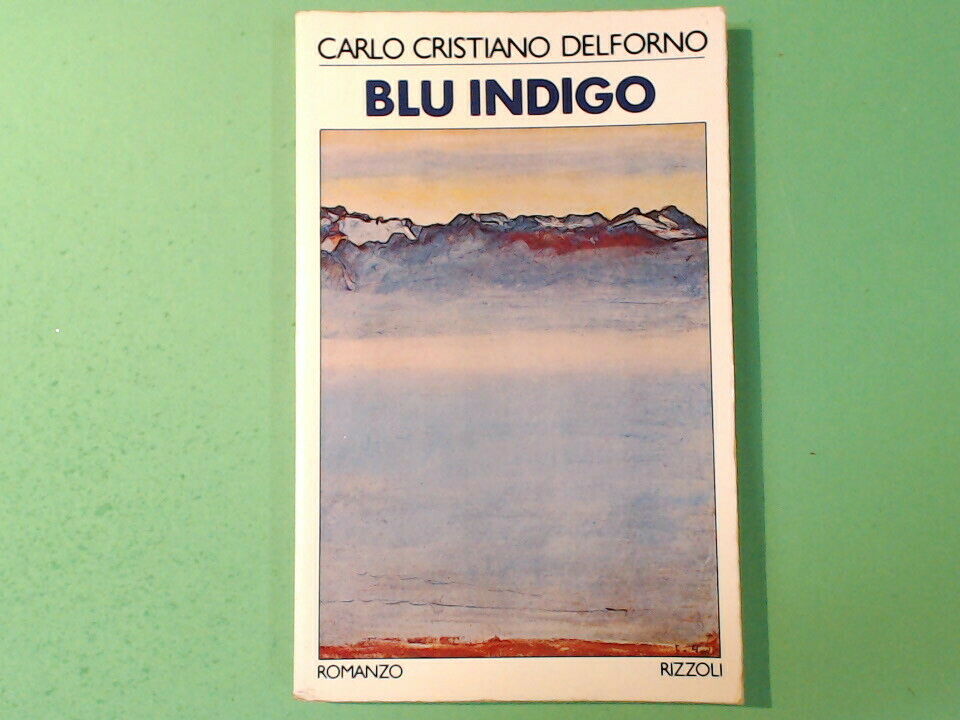 CARLO CRISTIANO DELFORNO
BLU INDIGO
ROMANZO
RIZZOLI